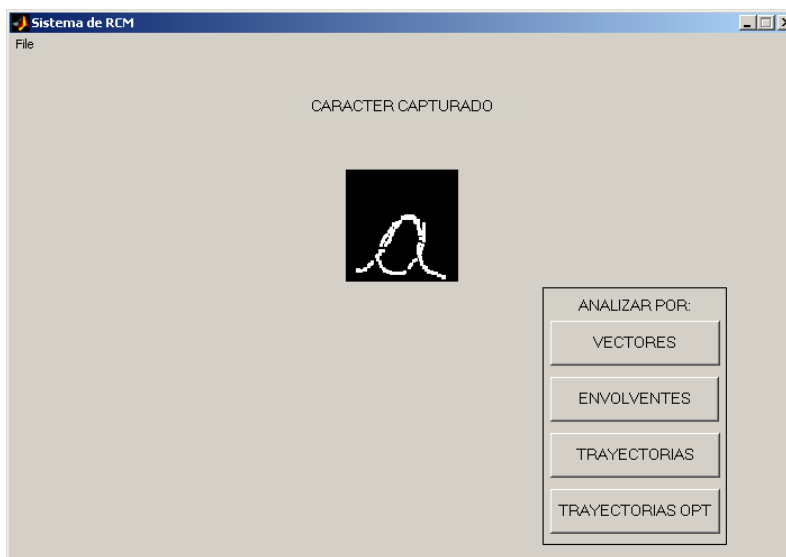 Sistema de RCM
File
CARACTER CAPTURADO
a
ANALIZAR POR:
VECTORES
ENVOLVENTES
TRAYECTORIAS
TRAYECTORIAS OPT